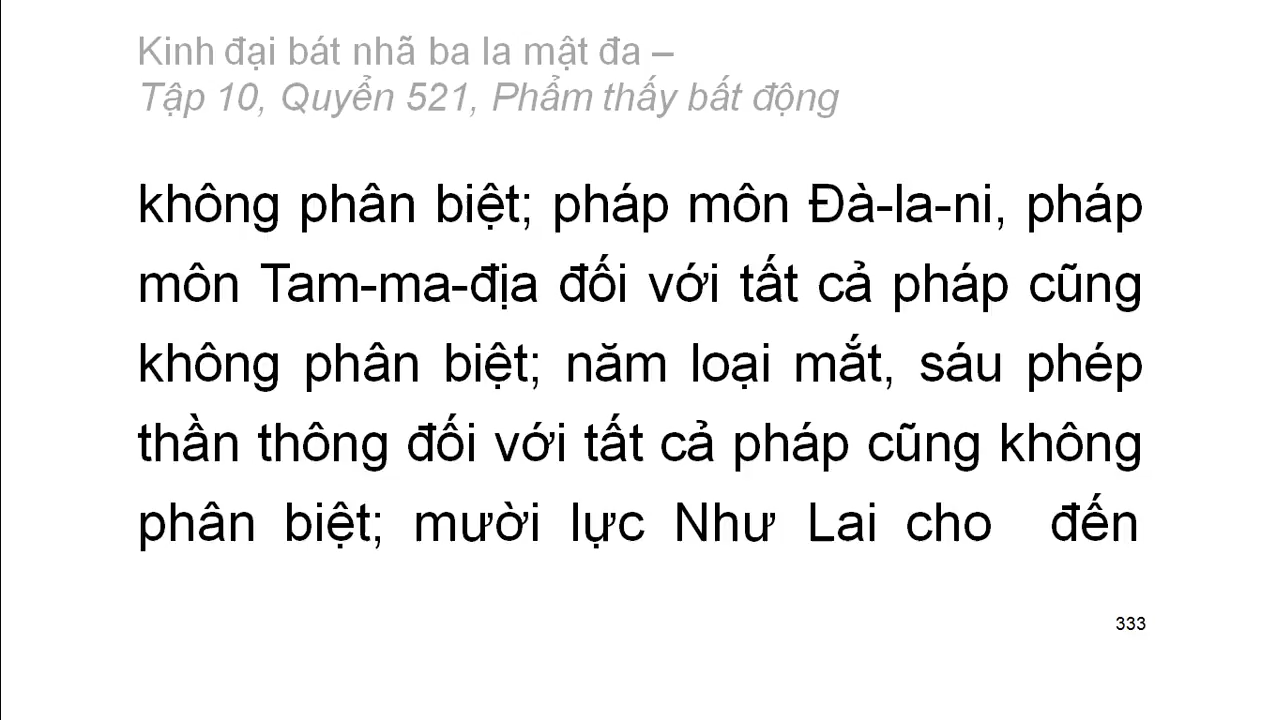 Kinh đại bát nhã ba la mật đa –
Tập 10, Quyển 521, Phẩm thấy bất động
không phân biệt; pháp môn Đà-la-ni, pháp
môn Tam-ma-địa đối với tất cả pháp cũng
không phân biệt; năm loại mắt, sáu phép
thần thông đối với tất cả pháp cũng không
phân biệt; mười lực Như Lai cho đến
333